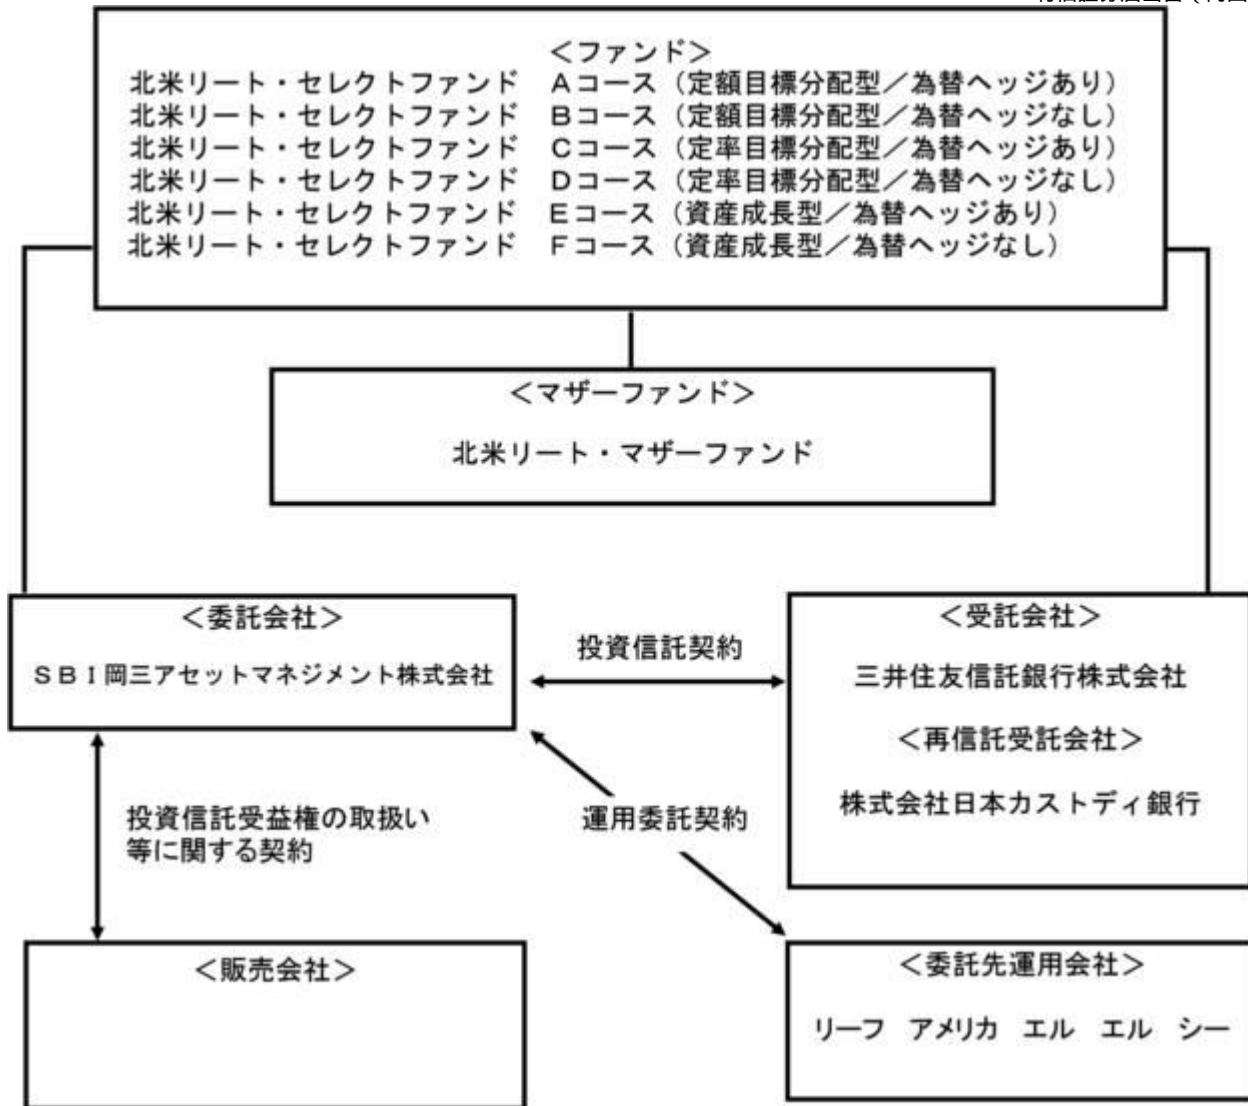 ＜ファンド＞
北米リート・セレクトファンド　Ａコース（定額目標分配型／為替ヘッジあり）
北米リート・セレクトファンド　Ｂコース（定額目標分配型／為替ヘッジなし）
北米リート・セレクトファンド　Ｃコース（定率目標分配型／為替ヘッジあり）
北米リート・セレクトファンド　Ｄコース（定率目標分配型／為替ヘッジなし）
北米リート・セレクトファンド　Ｅコース（資産成長型／為替ヘッジあり）
北米リート・セレクトファンド　Ｆコース（資産成長型／為替ヘッジなし）
＜マザーファンド＞
北米リート・マザーファンド
＜委託会社＞
ＳＢＩ岡三アセットマネジメント株式会社
投資信託契約
＜受託会社＞
三井住友信託銀行株式会社
＜再信託受託会社＞
株式会社日本カストディ銀行
投資信託受益権の取扱い
等に関する契約
運用委託契約
＜販売会社＞
＜委託先運用会社＞
リーフ　アメリカ　エル　エル　シー